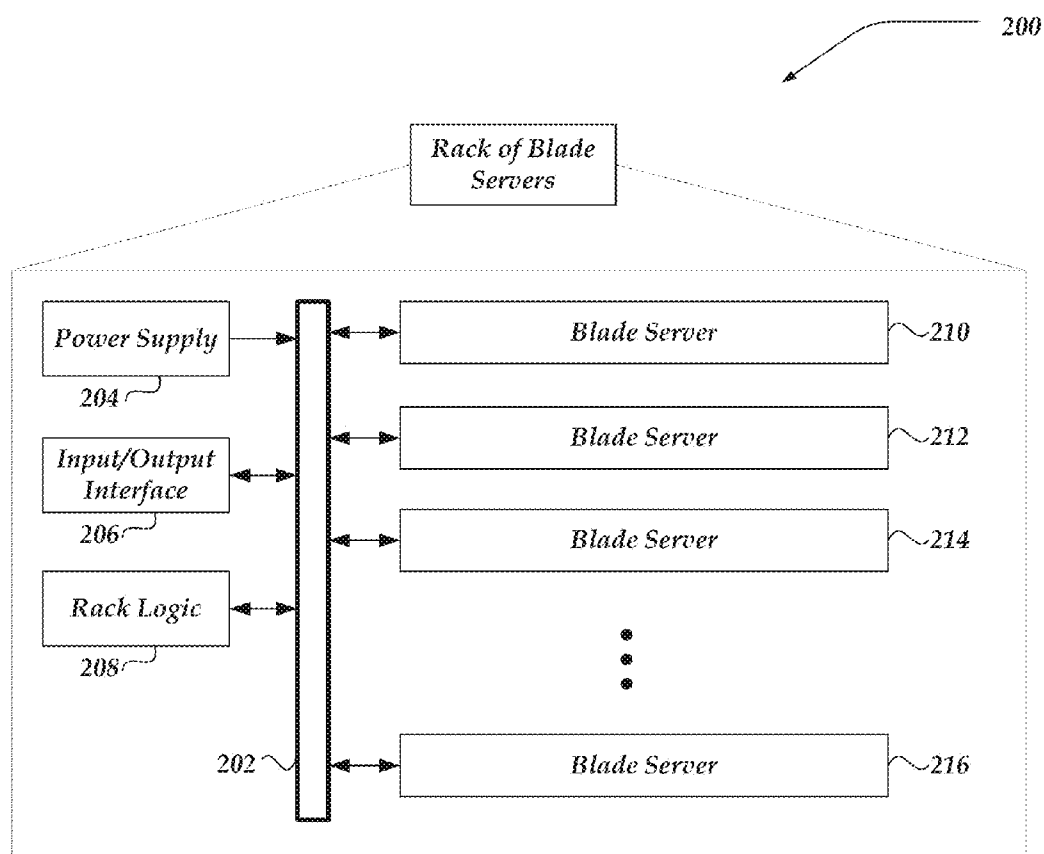 200
Rack of Blade
Servers
Power Supply
204
Input/Output
Interface
206
Rack Logic
208
202
Blade Server
210
Blade Server
212
Blade Server
214
Blade Server
216